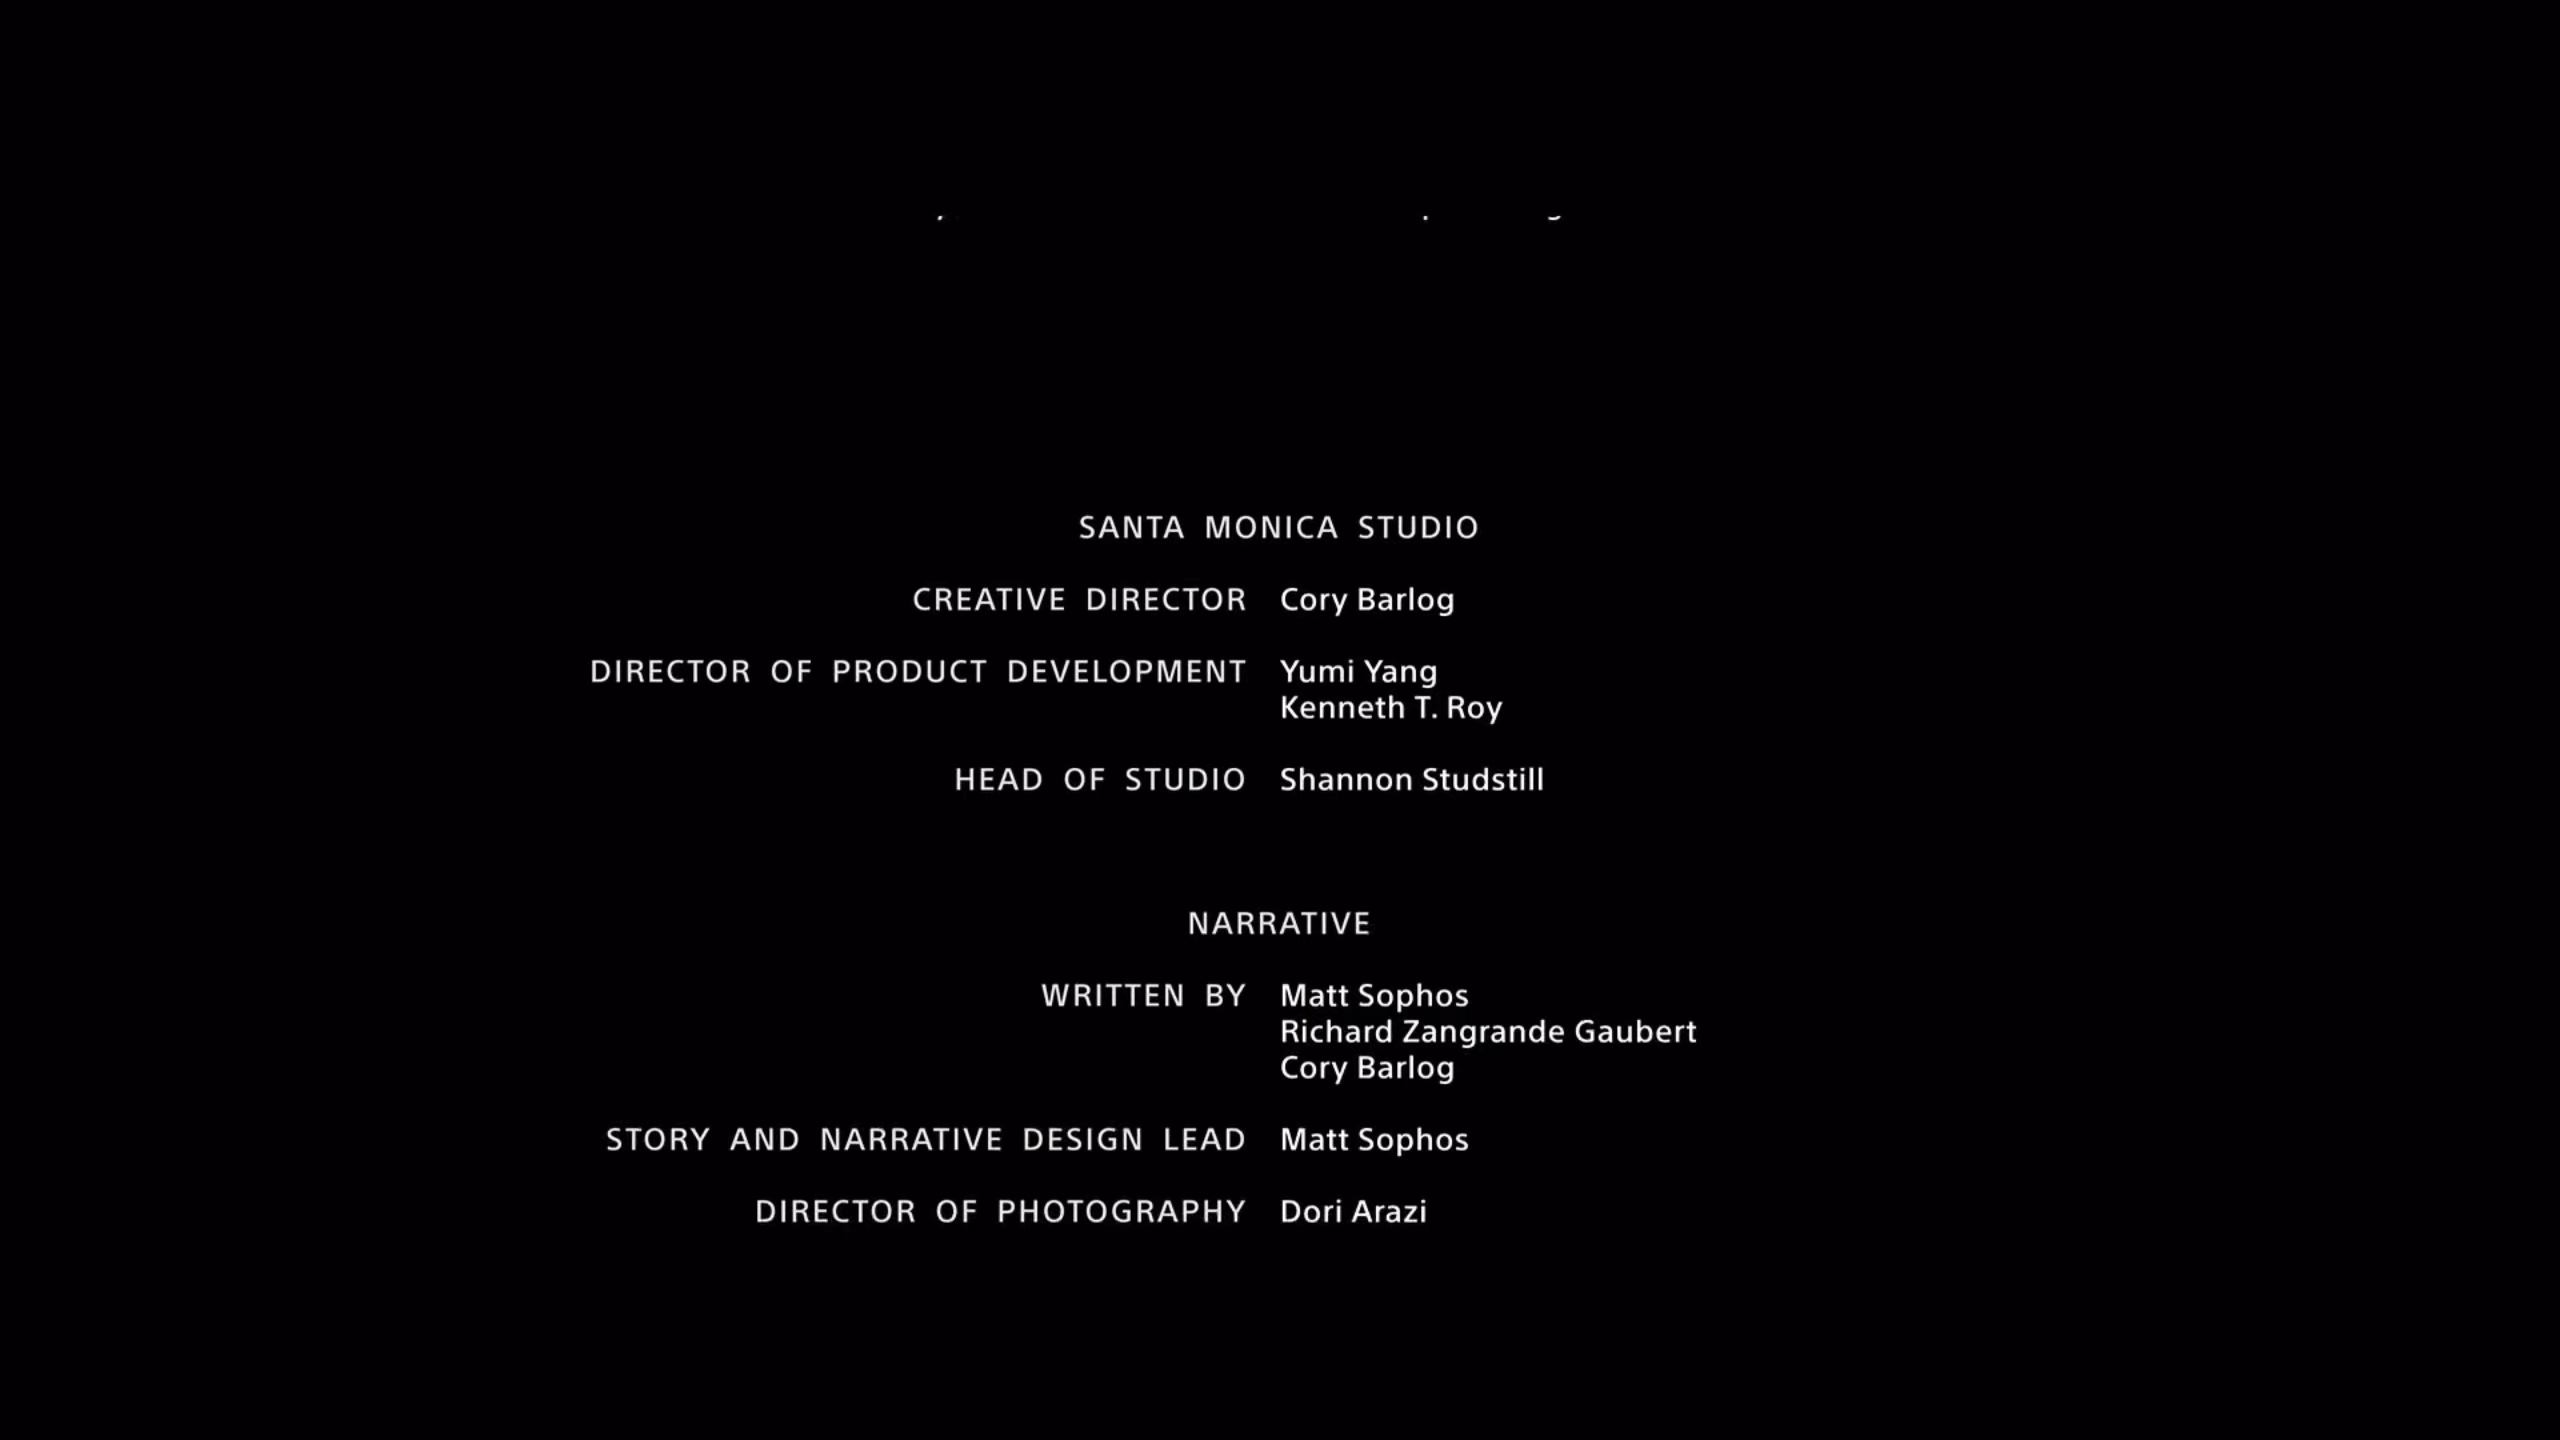 SANTA MONICA STUDIO
CREATIVE DIRECTOR Cory Barlog
DIRECTOR OF PRODUCT DEVELOPMENT Yumi Yang
Kenneth T. Roy
HEAD OF STUDIO Shannon Studstill
NARRATIVE
WRITTEN BY Matt Sophos
Richard Zangrande Gaubert
Cory Barlog
STORY AND NARRATIVE DESIGN LEAD Matt Sophos
DIRECTOR OF PHOTOGRAPHY Dori Arazi